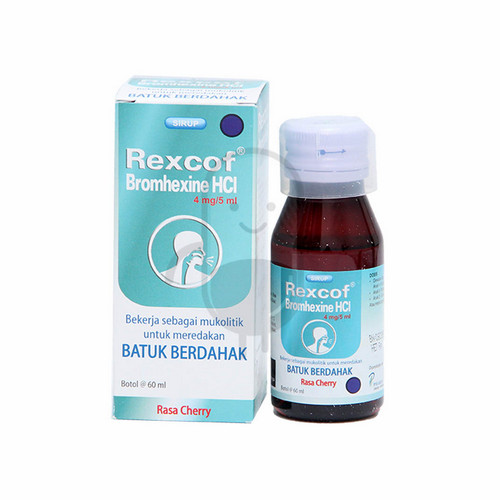 SIRUP
Rexcof®
Bromhexine HCl
4 mg/5 ml
Bekerja sebagai mukolitik
untuk meredakan
BATUK BERDAHAK
Botol @ 60 ml
Rasa Cherry
SIRUP
Rexcof®
Bromhexine HCl
4 mg/5 ml
Bekerja sebagai mukolitik untuk meredakan
BATUK BERDAHAK
Rasa Cherry
Botol @ 60 ml